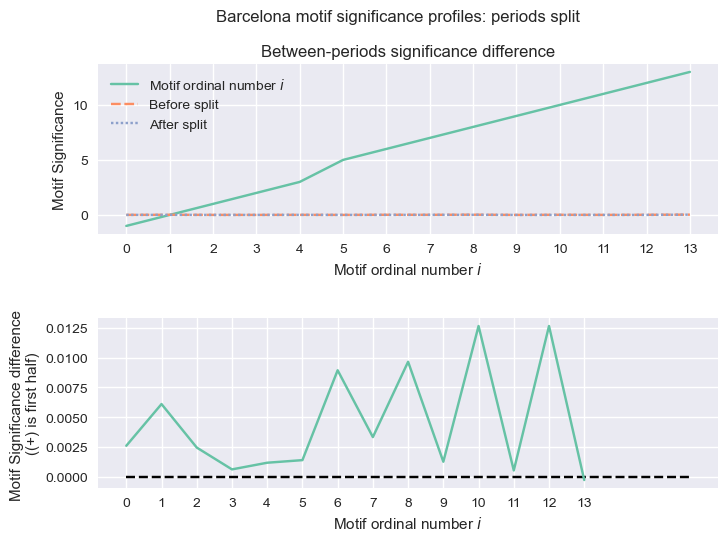 Barcelona motif significance profiles: periods split
Between-periods significance difference
Motif Significance
10
5
0
Motif ordinal number i
Before split
After split
0 1 2 3 4 5 6 7 8 9 10 11 12 13
Motif ordinal number i
Motif Significance difference
((+) is first half)
0.0125
0.0100
0.0075
0.0050
0.0025
0.0000
0 1 2 3 4 5 6 7 8 9 10 11 12 13
Motif ordinal number i